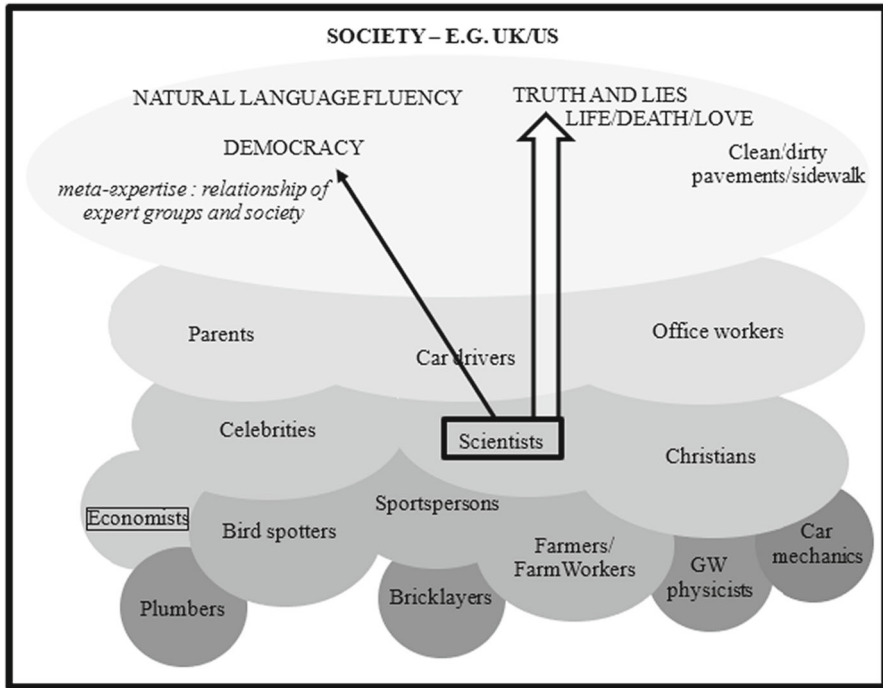 SOCIETY – E.G. UK/US
NATURAL LANGUAGE FLUENCY
TRUTH AND LIES
LIFE/DEATH/LOVE
DEMOCRACY
Clean/dirty
pavements/sidewalk
meta-expertise : relationship of
expert groups and society
Parents
Car drivers
Office workers
Celebrities
Scientists
Christians
Economists
Bird spotters
Sportspersons
Farmers/
Farm Workers
GW
physicists
Car
mechanics
Plumbers
Bricklayers